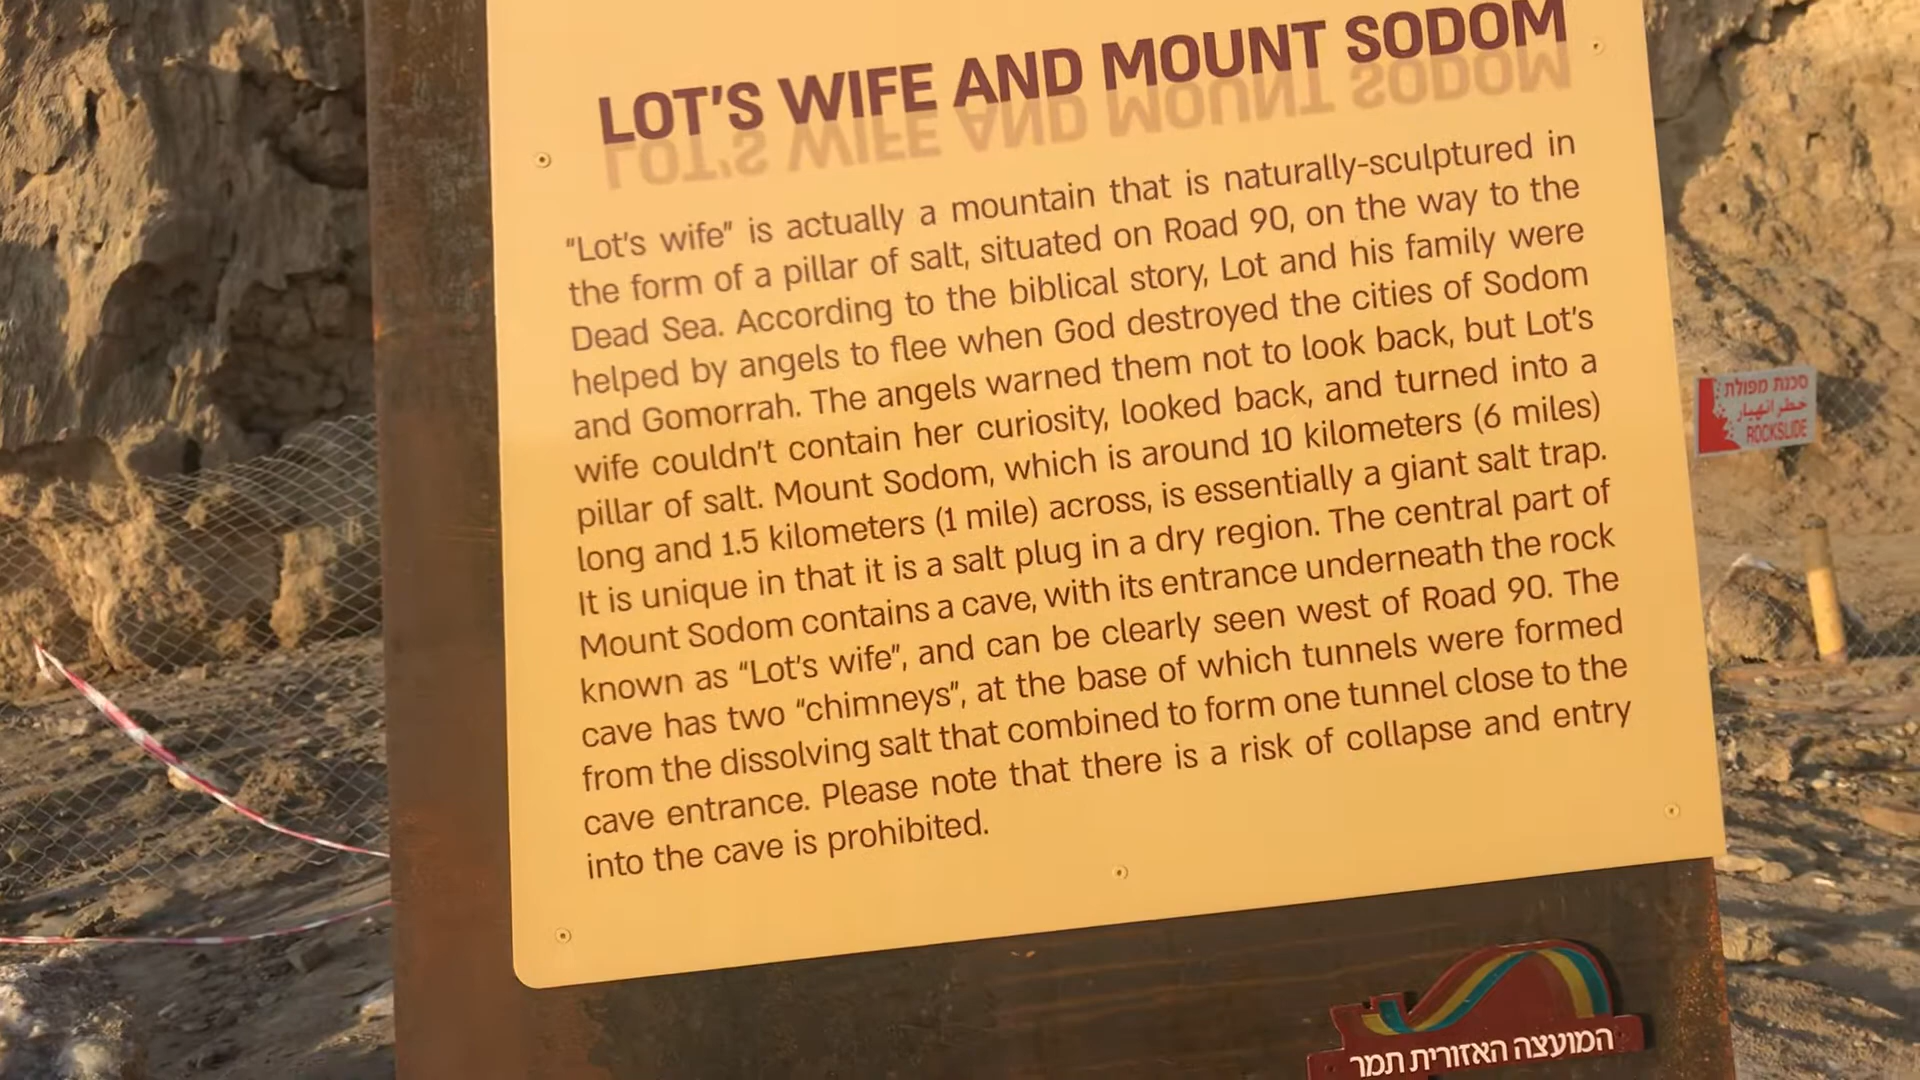 LOT'S WIFE AND MOUNT SODOM
"Lot's wife" is actually a mountain that is naturally-sculptured in
the form of a pillar of salt, situated on Road 90, on the way to the
Dead Sea. According to the biblical story, Lot and his family were
helped by angels to flee when God destroyed the cities of Sodom
and Gomorrah. The angels warned them not to look back, but Lot's
wife couldn't contain her curiosity, looked back, and turned into a
pillar of salt. Mount Sodom, which is around 10 kilometers (6 miles)
long and 1.5 kilometers (1 mile) across, is essentially a giant salt trap.
It is unique in that it is a salt plug in a dry region. The central part of
Mount Sodom contains a cave, with its entrance underneath the rock
known as "Lot's wife", and can be clearly seen west of Road 90. The
cave has two "chimneys", at the base of which tunnels were formed
from the dissolving salt that combined to form one tunnel close to the
cave entrance. Please note that there is a risk of collapse and entry
into the cave is prohibited.
סכנת מפולת
خطر انهيار
ROCKSLIDE
המועצה האזורית תמר